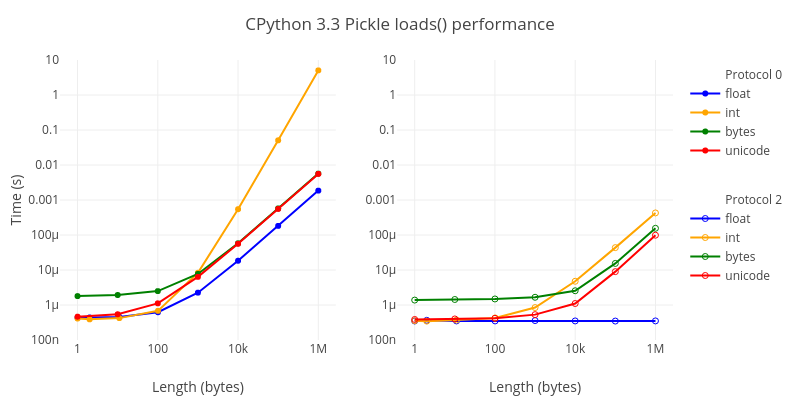 CPython 3.3 Pickle loads() performance
Time (s)
10
1
0.1
0.01
0.001
100μ
10μ
1μ
100n
1
100
10k
1M
Length (bytes)
10
1
0.1
0.01
0.001
100μ
10μ
1μ
100n
1
100
10k
1M
Length (bytes)
Protocol 0
float
int
bytes
unicode
Protocol 2
float
int
bytes
unicode